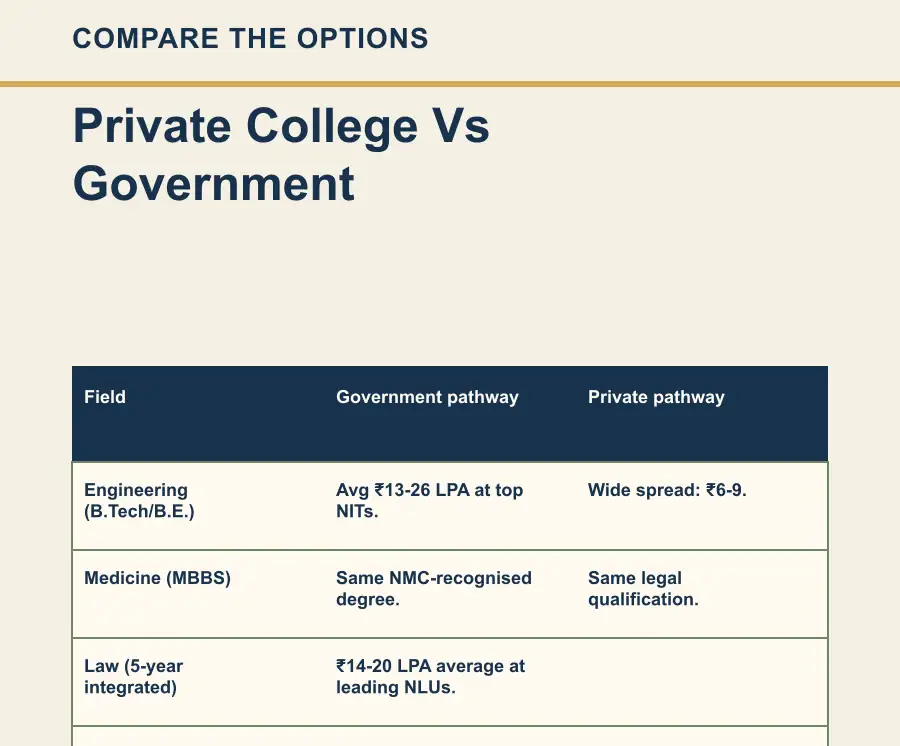 COMPARE THE OPTIONS
Private College Vs
Government
Field
Government pathway
Private pathway
Engineering
(B.Tech/B.E.)
Avg ₹13-26 LPA at top
NITs.
Wide spread: ₹6-9.
Medicine (MBBS)
Same NMC-recognised
degree.
Same legal
qualification.
Law (5-year
integrated)
₹14-20 LPA average at
leading NLUs.